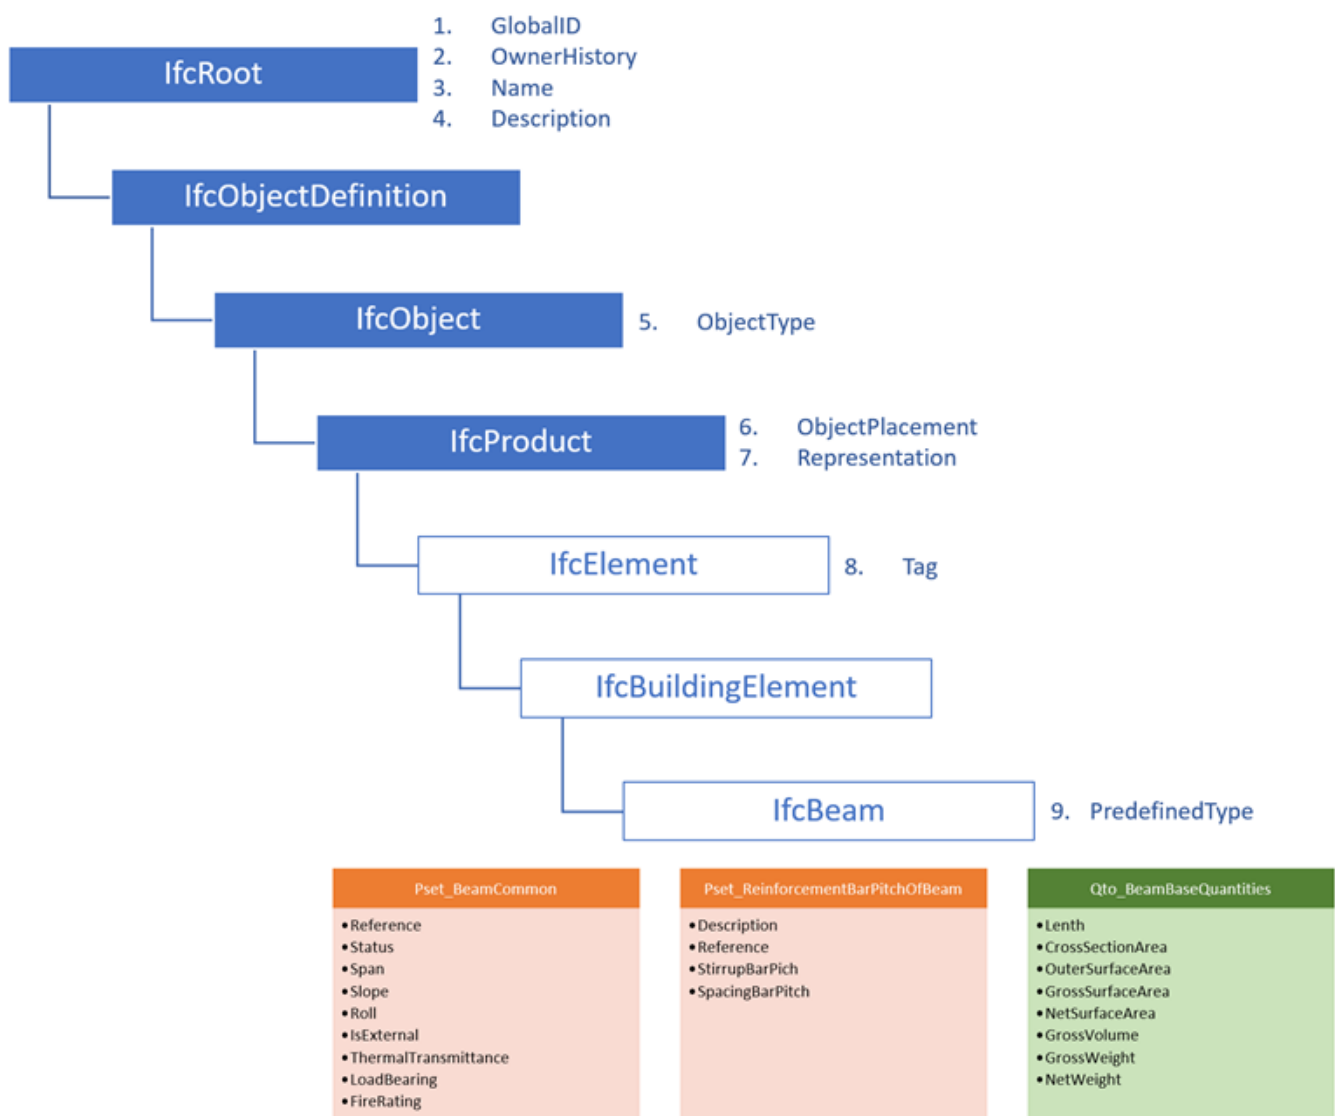 IfcRoot
1. GlobalID
2. OwnerHistory
3. Name
4. Description
IfcObjectDefinition
IfcObject
5. ObjectType
IfcProduct
6. ObjectPlacement
7. Representation
IfcElement
8. Tag
IfcBuildingElement
IfcBeam
9. PredefinedType
Pset_BeamCommon
•Reference
•Status
•Span
•Slope
•Roll
•IsExternal
•ThermalTransmittance
•LoadBearing
•FireRating
Pset_ReinforcementBarPitchOfBeam
•Description
•Reference
•StirrupBarPich
•SpacingBarPitch
Qto_BeamBaseQuantities
•Lenth
•CrossSectionArea
•OuterSurfaceArea
•GrossSurfaceArea
•NetSurfaceArea
•GrossVolume
•GrossWeight
•NetWeight